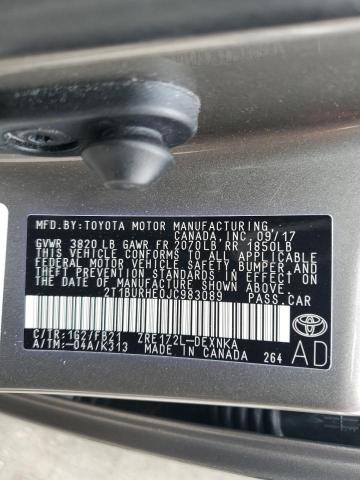 MFD.BY:TOYOTA MOTOR MANUFACTURING
CANADA, INC. 09/17
GVWR 3820LB GAWR FR 2070LB RR 1850LB
THIS VEHICLE CONFORMS TO ALL APPLICABLE
FEDERAL MOTOR VEHICLE SAFETY, BUMPER, AND
THEFT PREVENTION STANDARDS IN EFFECT ON
THE DATE OF MANUFACTURE SHOWN ABOVE.
2T1BURHE0JC983089 PASS.CAR
C/TR:1G2/FB21 ZRE172L-DEXNKA
A/TM:-04A/K313 MADE IN CANADA 264
AD